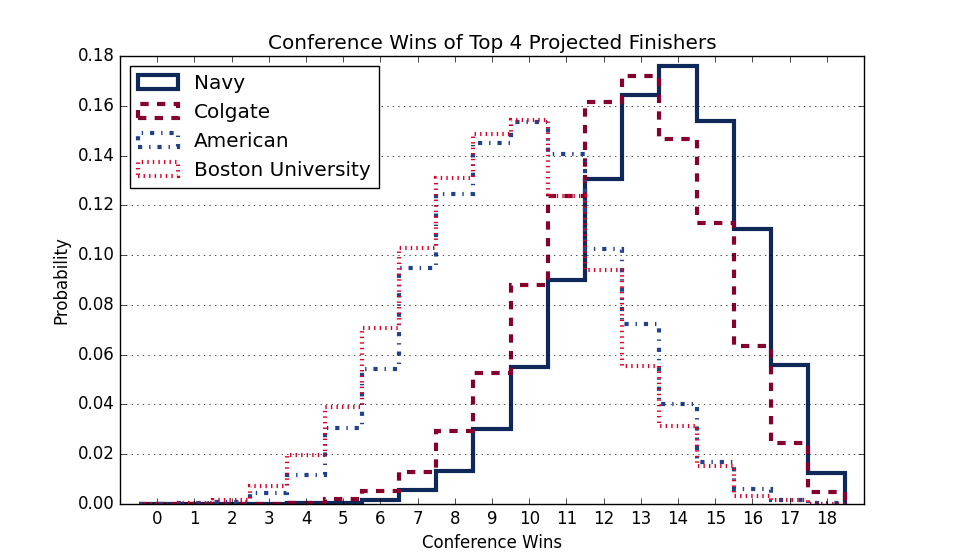 Conference Wins of Top 4 Projected Finishers
0.18
0.16
0.14
0.12
0.10
0.08
0.06
0.04
0.02
0.00
Probability
Navy
Colgate
American
Boston University
0 1 2 3 4 5 6 7 8 9 10 11 12 13 14 15 16 17 18
Conference Wins